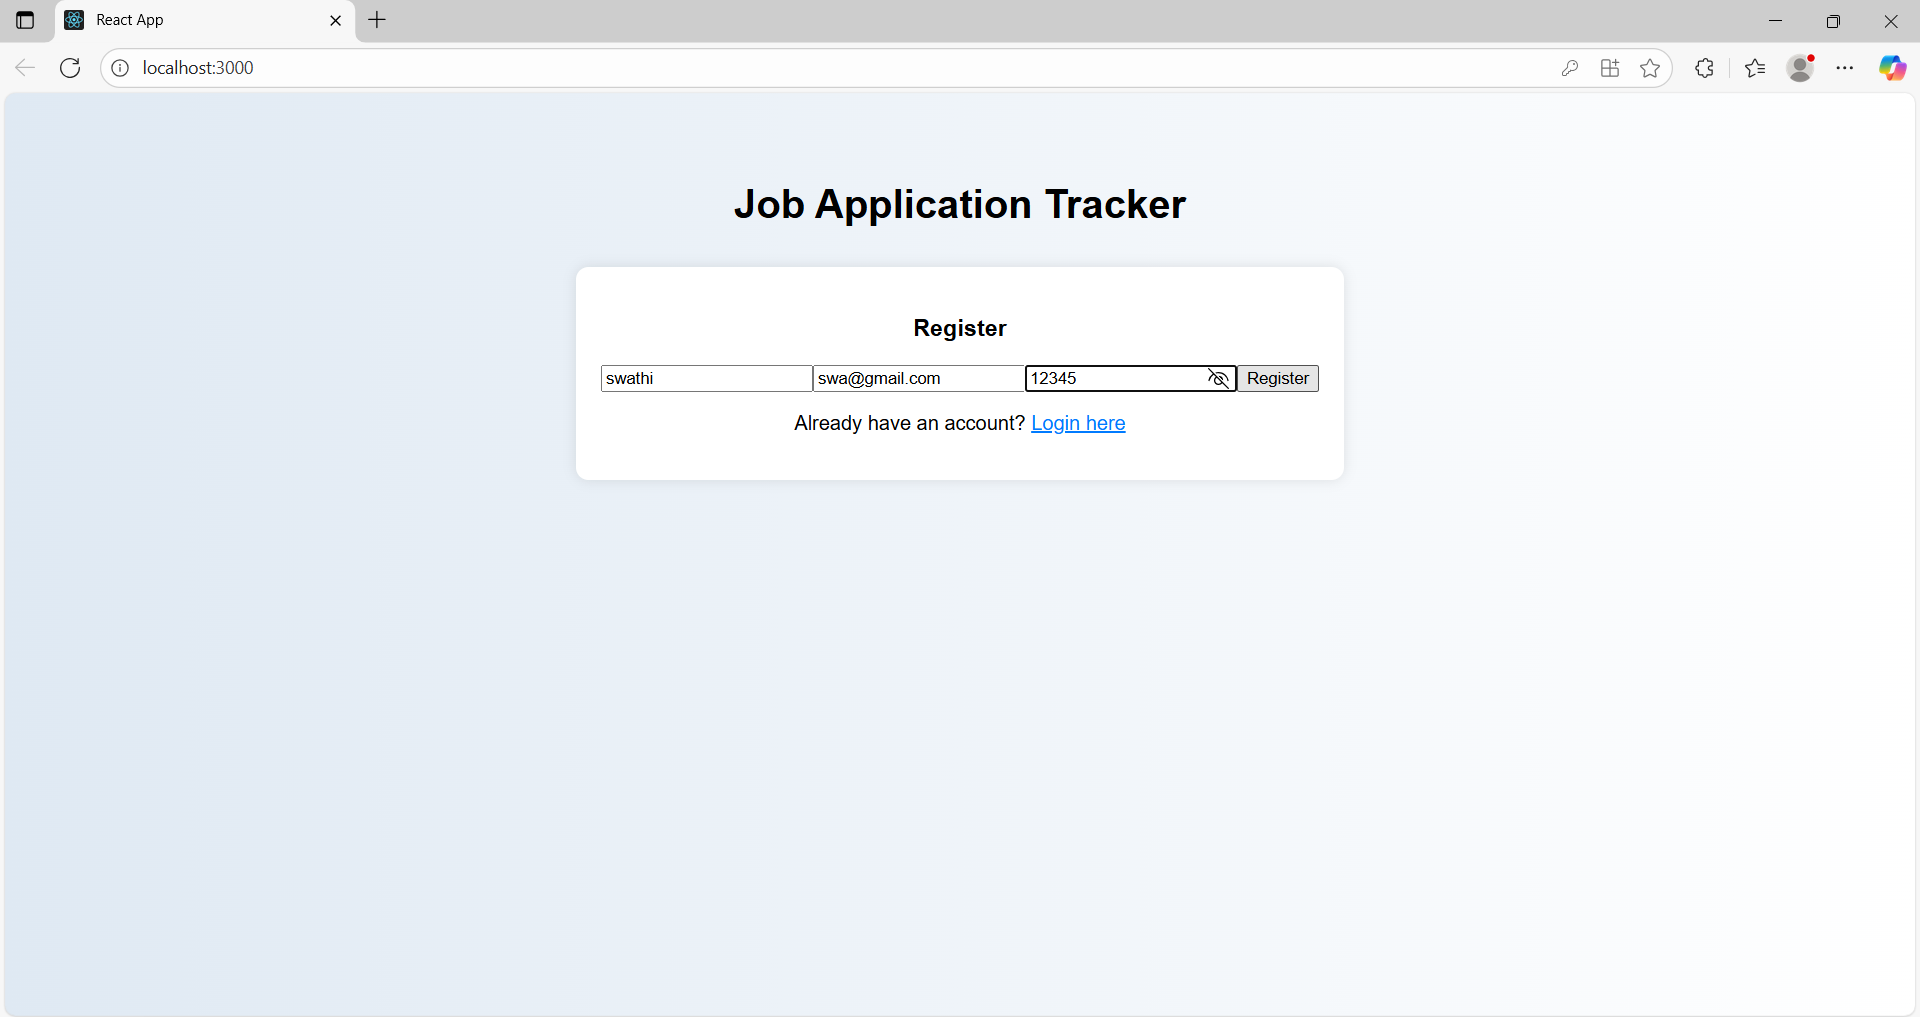 React App
localhost:3000
Job Application Tracker
Register
swathi swa@gmail.com 12345 Register
Already have an account? Login here